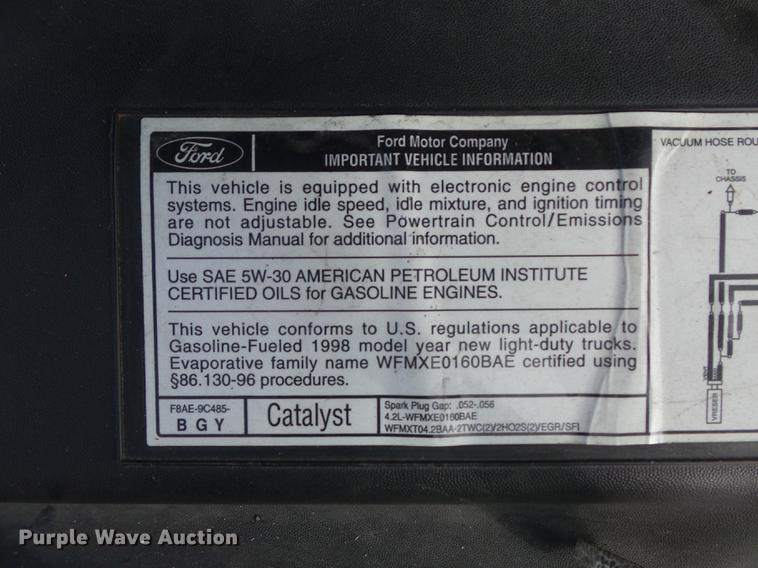 Ford
Ford Motor Company
IMPORTANT VEHICLE INFORMATION
This vehicle is equipped with electronic engine control
systems. Engine idle speed, idle mixture, and ignition timing
are not adjustable. See Powertrain Control/Emissions
Diagnosis Manual for additional information.
Use SAE 5W-30 AMERICAN PETROLEUM INSTITUTE
CERTIFIED OILS for GASOLINE ENGINES.
This vehicle conforms to U.S. regulations applicable to
Gasoline-Fueled 1998 model year new light-duty trucks.
Evaporative family name WFMXE0160BAE certified using
§86.130-96 procedures.
F8AE-9C485-
B G Y
Catalyst
Spark Plug Gap: .052-.056
4.2L-WFMXE0160BAE
WFMXT04.2BAA-2TWC(2)/2HO2S(2)/EGR/SFI
VACUUM HOSE ROU
TO
CHASSIS
VENT
VRESER
Purple Wave Auction